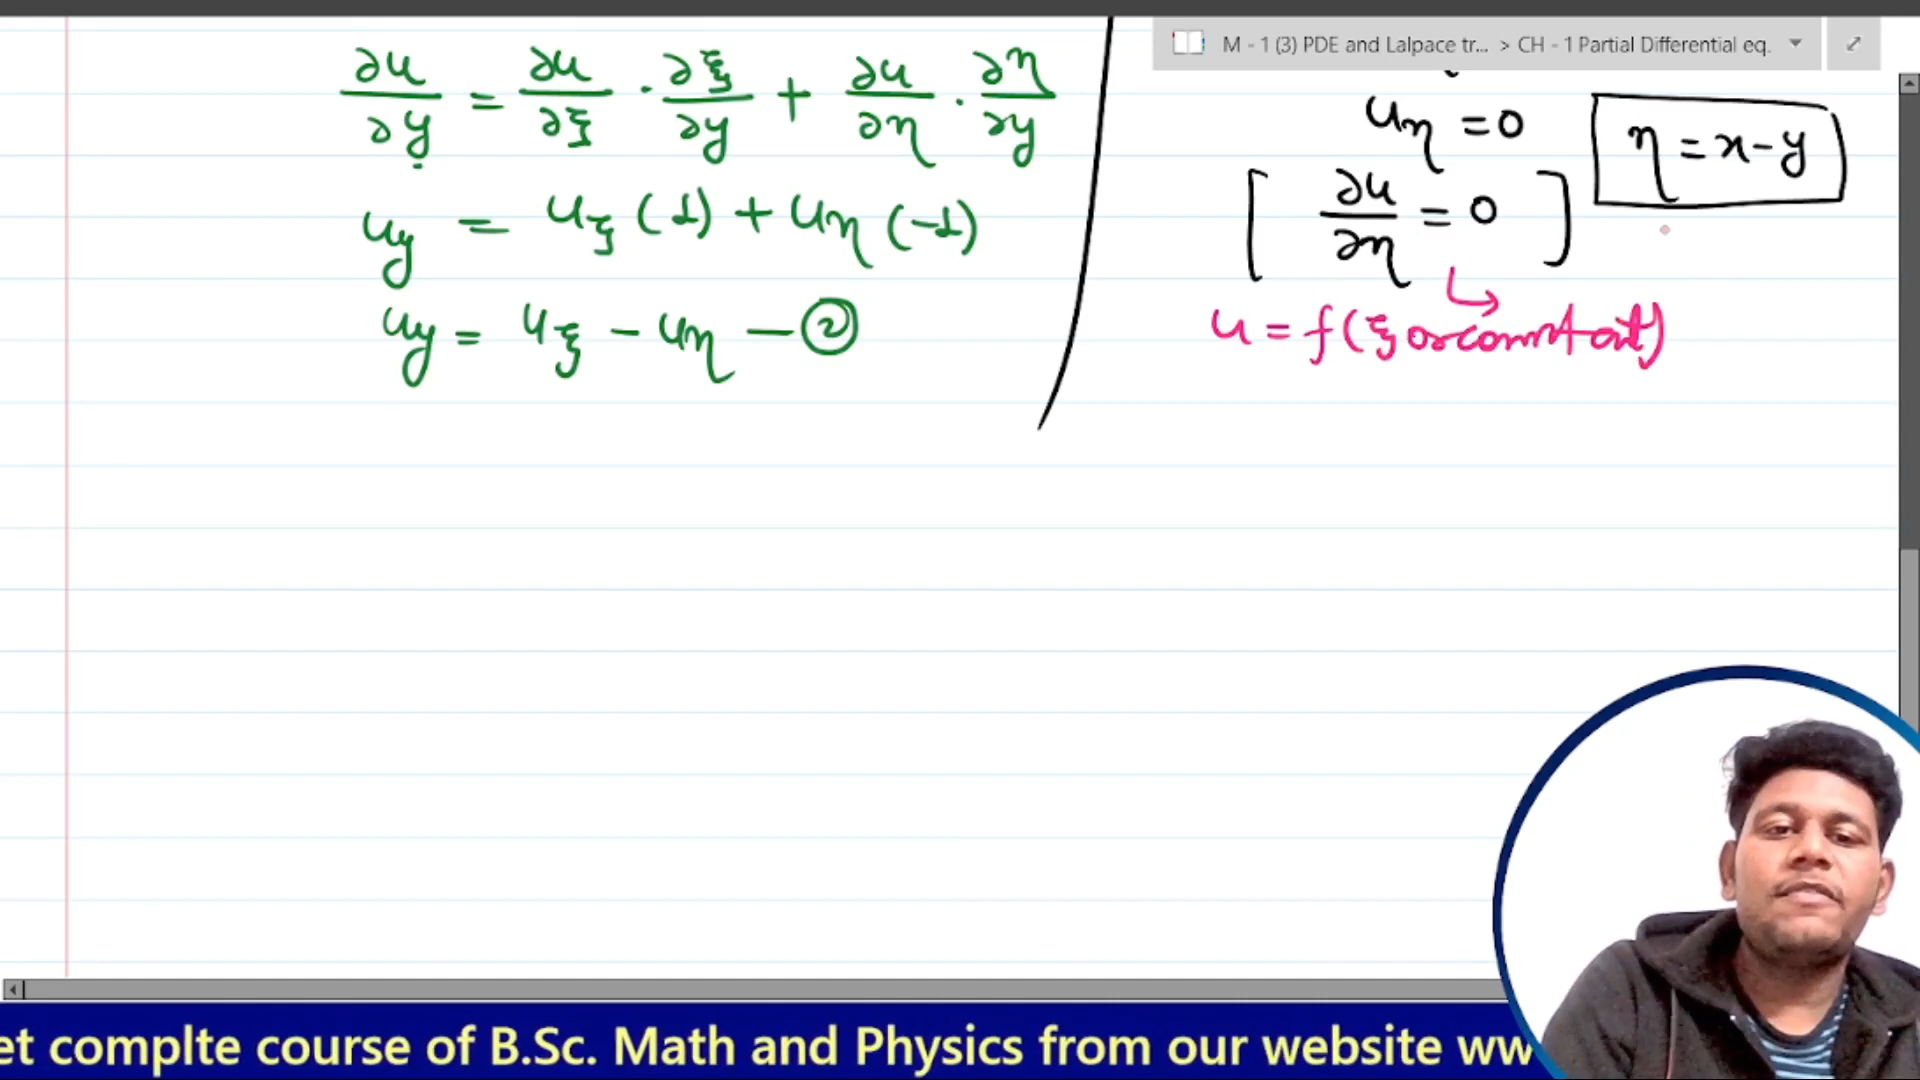 M - 1 (3) PDE and Lalpace tr... > CH - 1 Partial Differential eq.
∂u/∂y = ∂u/∂ξ · ∂ξ/∂y + ∂u/∂η · ∂η/∂y
u_y = u_ξ (1) + u_η (-1)
u_y = u_ξ - u_η — ②
u_η = 0
η = x - y
[ ∂u/∂η = 0 ]
u = f(ξ or constant)
et complte course of B.Sc. Math and Physics from our website ww